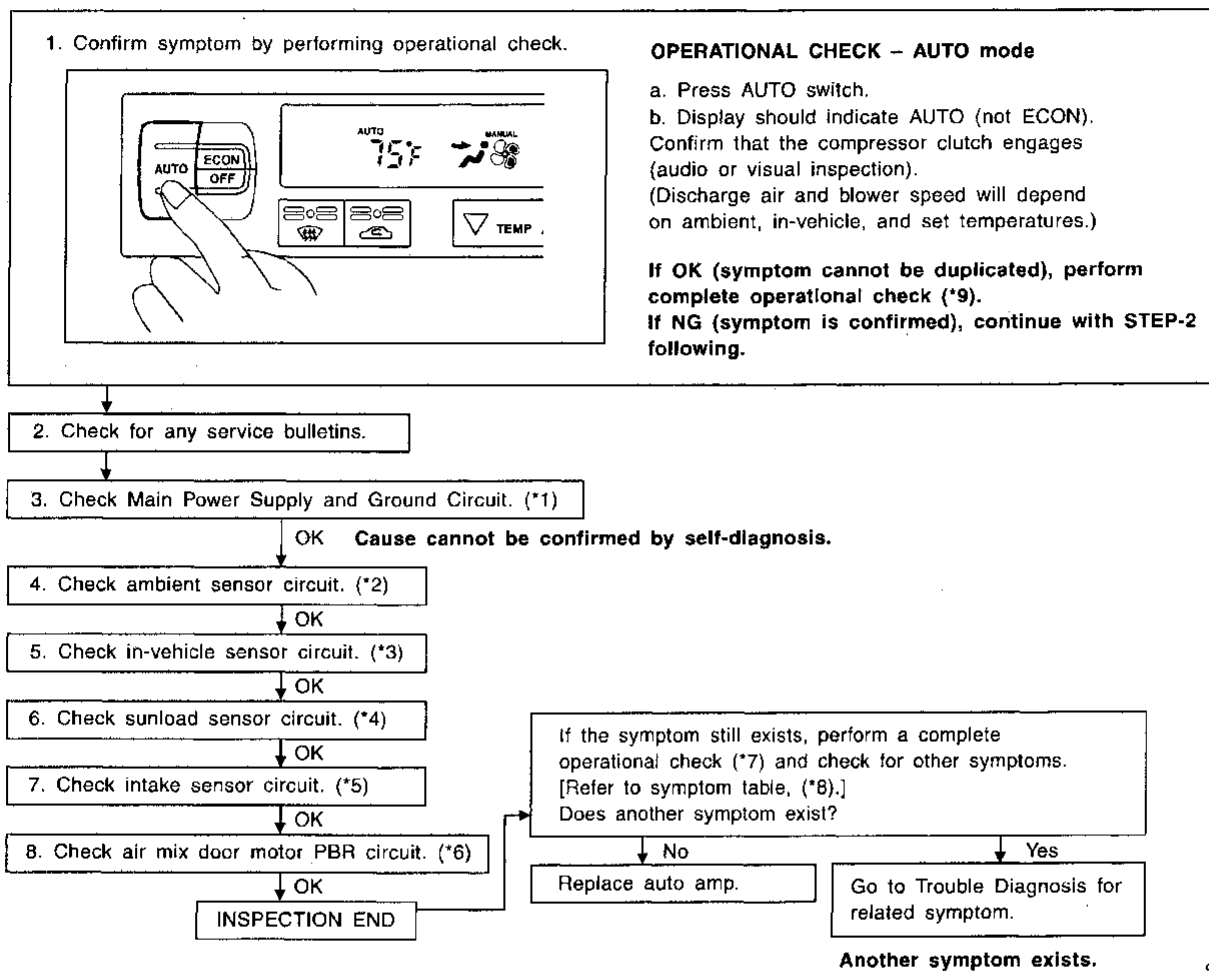 1. Confirm symptom by performing operational check.
AUTO
ECON
OFF
AUTO
75°F
MANUAL
TEMP
OPERATIONAL CHECK – AUTO mode
a. Press AUTO switch.
b. Display should indicate AUTO (not ECON).
Confirm that the compressor clutch engages
(audio or visual inspection).
(Discharge air and blower speed will depend
on ambient, in-vehicle, and set temperatures.)
If OK (symptom cannot be duplicated), perform
complete operational check (*9).
If NG (symptom is confirmed), continue with STEP-2
following.
2. Check for any service bulletins.
3. Check Main Power Supply and Ground Circuit. (*1)
OK Cause cannot be confirmed by self-diagnosis.
4. Check ambient sensor circuit. (*2)
OK
5. Check in-vehicle sensor circuit. (*3)
OK
6. Check sunload sensor circuit. (*4)
OK
7. Check intake sensor circuit. (*5)
OK
8. Check air mix door motor PBR circuit. (*6)
OK
INSPECTION END
If the symptom still exists, perform a complete
operational check (*7) and check for other symptoms.
[Refer to symptom table, (*8).]
Does another symptom exist?
No
Replace auto amp.
Yes
Go to Trouble Diagnosis for
related symptom.
Another symptom exists.